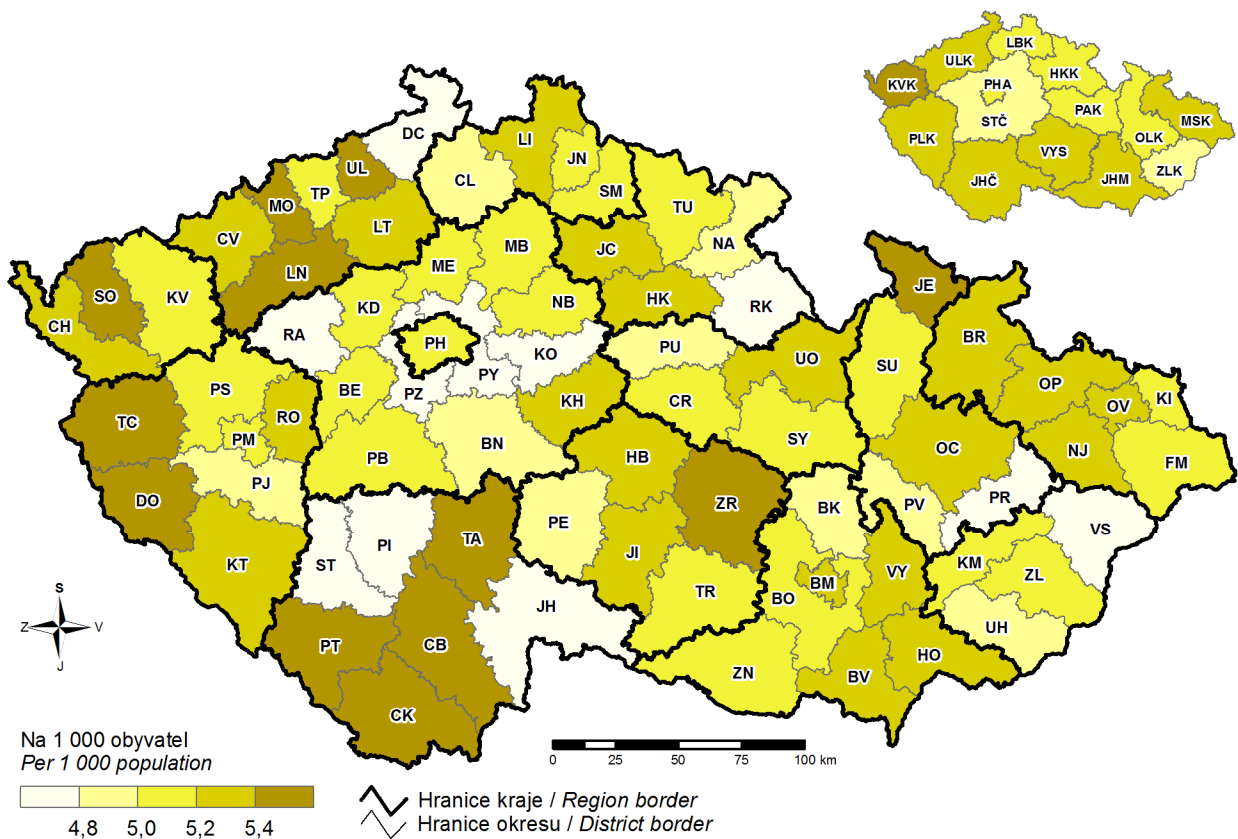 LBK
ULK
HKK
KVK
PHA
PAK
STČ
MSK
OLK
PLK
VYS
ZLK
JHČ
JHM
DC
LI
UL
JN
TP
CL
SM
MO
TU
LT
CV
NA
MB
JC
ME
LN
JE
SO
KV
NB
HK
KD
RK
CH
RA
PH
BR
KO
PU
UO
SU
PY
OP
PS
BE
PZ
KI
KH
CR
OV
RO
TC
PM
SY
BN
OC
NJ
PB
HB
FM
PJ
DO
PR
ZR
BK
PV
PE
VS
TA
PI
JI
ST
KM
KT
VY
ZL
BM
TR
BO
JH
UH
PT
CB
HO
ZN
BV
CK
S
Z V
J
Na 1 000 obyvatel
Per 1 000 population
4,8 5,0 5,2 5,4
0 25 50 75 100 km
Hranice kraje / Region border
Hranice okresu / District border